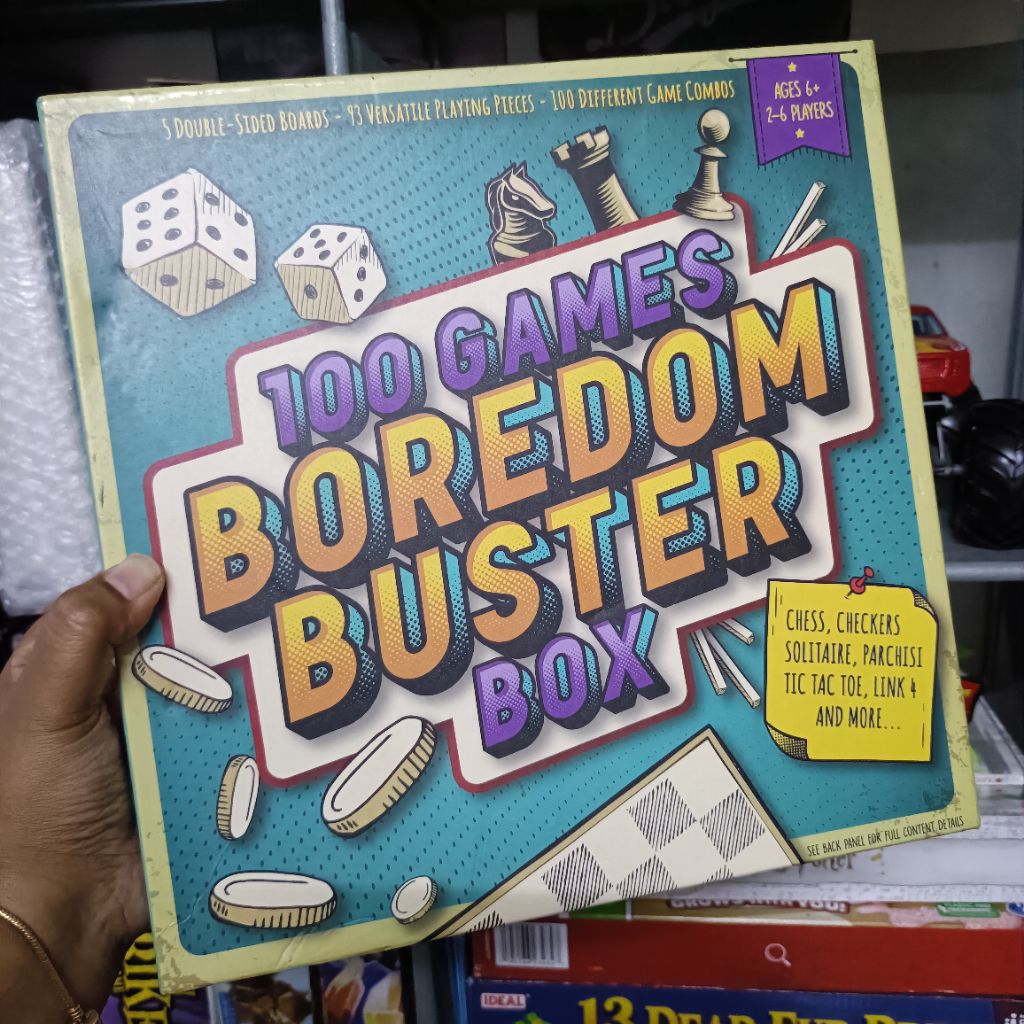 5 DOUBLE-SIDED BOARDS - 93 VERSATILE PLAYING PIECES - 100 DIFFERENT GAME COMBOS
AGES 6+
2-6 PLAYERS
100 GAMES
BOREDOM
BUSTER
BOX
CHESS, CHECKERS
SOLITAIRE, PARCHISI
TIC TAC TOE, LINK 4
AND MORE...
SEE BACK PANEL FOR FULL CONTENT DETAILS
IDEAL